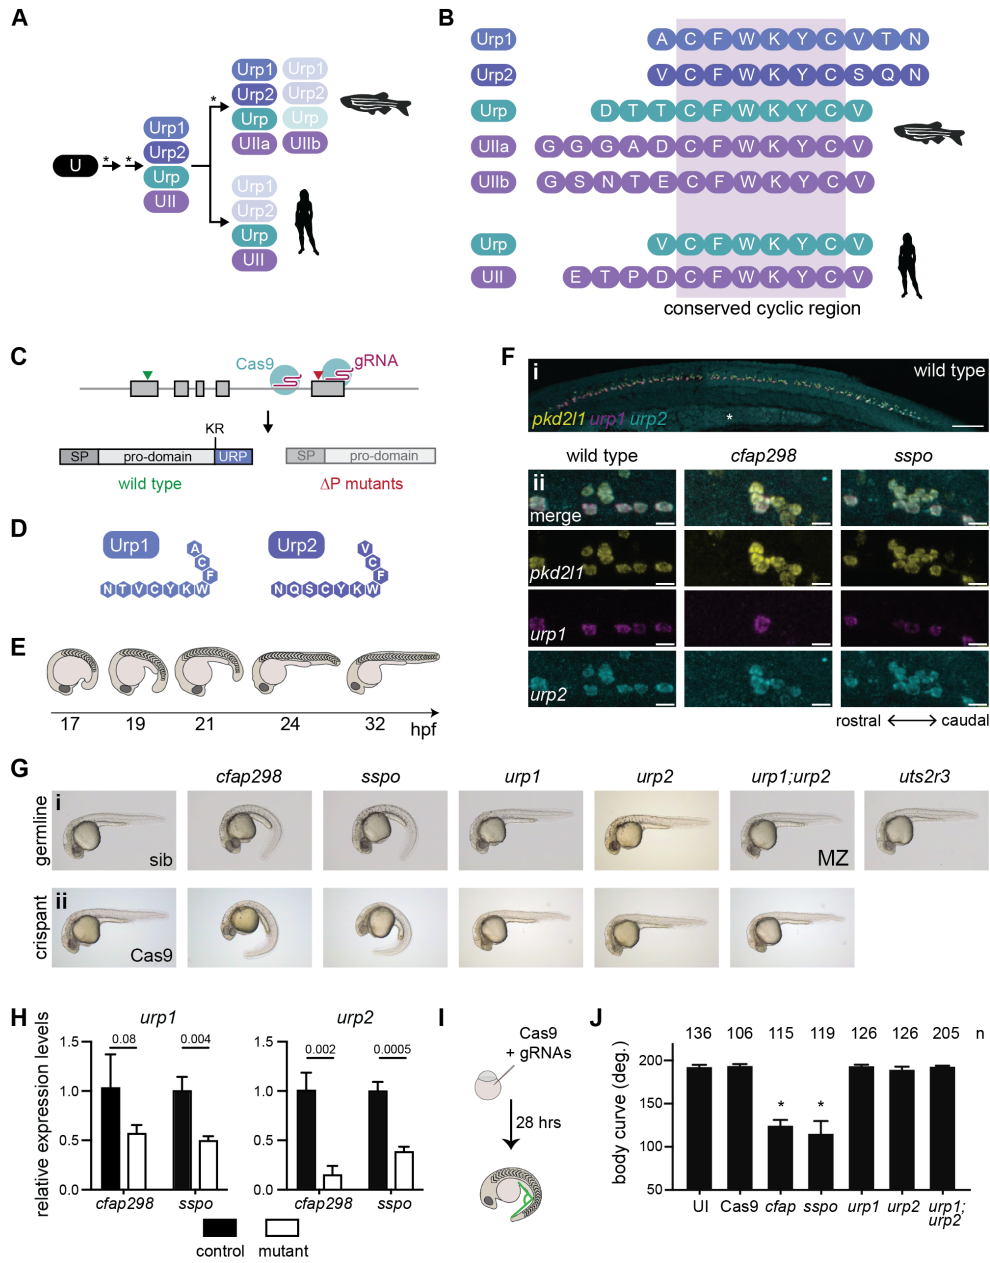 A
U
*
*
Urp1
Urp2
Urp
UII
*
Urp1
Urp1
Urp2
Urp2
Urp
Urp
UIIa
UIIb
Urp1
Urp2
Urp
UII
B
Urp1 A C F W K Y C V T N
Urp2 V C F W K Y C S Q N
Urp D T T C F W K Y C V
UIIa G G G A D C F W K Y C V
UIIb G S N T E C F W K Y C V
Urp V C F W K Y C V
UII E T P D C F W K Y C V
conserved cyclic region
C
Cas9
gRNA
KR
SP pro-domain URP
SP pro-domain
wild type
ΔP mutants
D
Urp1
A
C
F
N T V C Y K W
Urp2
V
C
F
N Q S C Y K W
E
17 19 21 24 32 hpf
F
i
wild type
pkd2l1 urp1 urp2
*
wild type cfap298 sspo
ii
merge
pkd2l1
urp1
urp2
rostral caudal
G
cfap298 sspo urp1 urp2 urp1;urp2 uts2r3
germline
i
sib
MZ
crispant
ii
Cas9
H
urp1
urp2
relative expression levels
1.5
1.0
0.5
0.0
0.08
0.004
cfap298 sspo
1.5
1.0
0.5
0.0
0.002
0.0005
cfap298 sspo
control mutant
I
Cas9
+ gRNAs
28 hrs
J
136 106 115 119 126 126 205 n
body curve (deg.)
200
150
100
50
* *
UI Cas9 cfap sspo urp1 urp2 urp1;
urp2